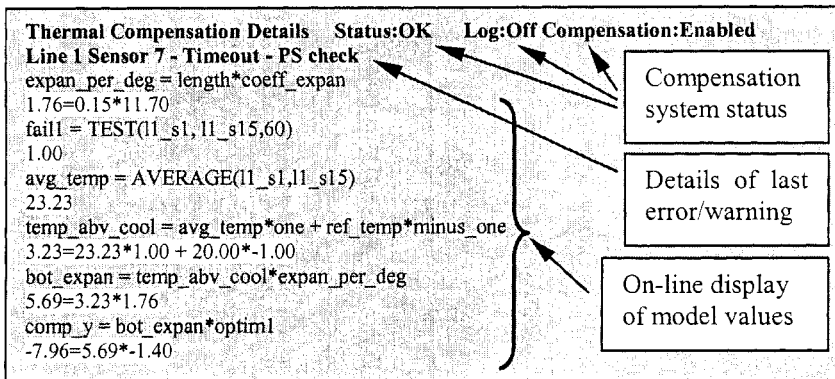 Thermal Compensation Details Status:OK Log:Off Compensation:Enabled
Line 1 Sensor 7 - Timeout - PS check
expan_per_deg = length*coeff_expan
1.76=0.15*11.70
fail1 = TEST(l1_s1, l1_s15,60)
1.00
avg_temp = AVERAGE(l1_s1,l1_s15)
23.23
temp_abv_cool = avg_temp*one + ref_temp*minus_one
3.23=23.23*1.00 + 20.00*-1.00
bot_expan = temp_abv_cool*expan_per_deg
5.69=3.23*1.76
comp_y = bot_expan*optim1
-7.96=5.69*-1.40
Compensation
system status
Details of last
error/warning
On-line display
of model values